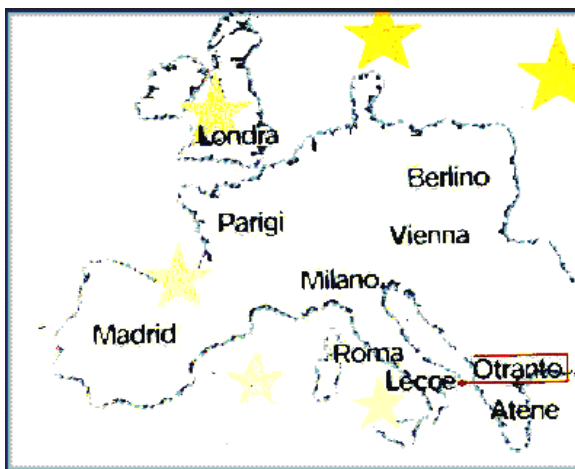 Londra
Berlino
Parigi
Vienna
Milano
Madrid
Roma
Otranto
Lecce
Atene